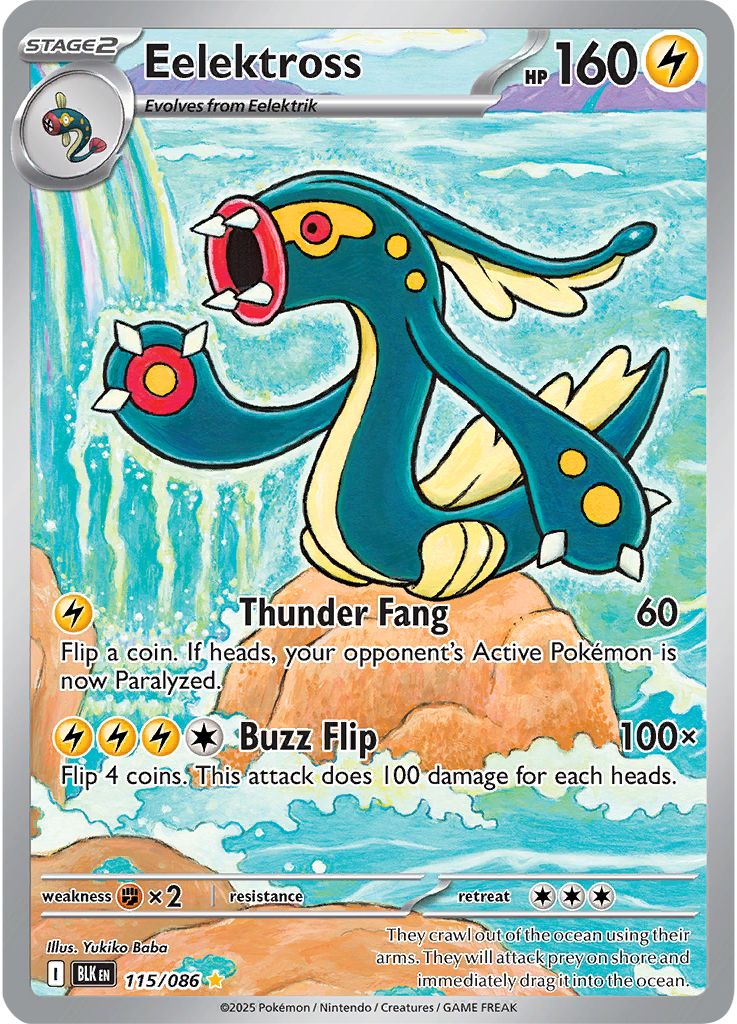 STAGE2
Eelektross
HP 160
Evolves from Eelektrik
Thunder Fang 60
Flip a coin. If heads, your opponent's Active Pokémon is
now Paralyzed.
Buzz Flip 100×
Flip 4 coins. This attack does 100 damage for each heads.
weakness ×2 resistance retreat
Illus. Yukiko Baba
They crawl out of the ocean using their
arms. They will attack prey on shore and
immediately drag it into the ocean.
I BLK EN 115/086
©2025 Pokémon / Nintendo / Creatures / GAME FREAK